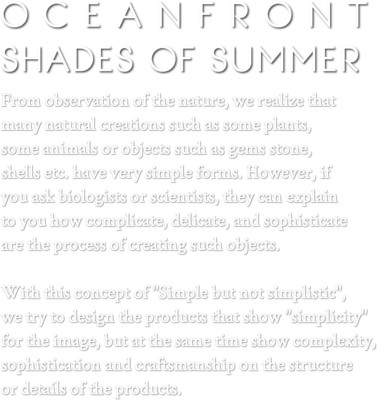 OCEANFRONT
SHADES OF SUMMER
From observation of the nature, we realize that
many natural creations such as some plants,
some animals or objects such as gems stone,
shells etc. have very simple forms. However, if
you ask biologists or scientists, they can explain
to you how complicate, delicate, and sophisticate
are the process of creating such objects.
With this concept of "Simple but not simplistic",
we try to design the products that show "simplicity"
for the image, but at the same time show complexity,
sophistication and craftsmanship on the structure
or details of the products.